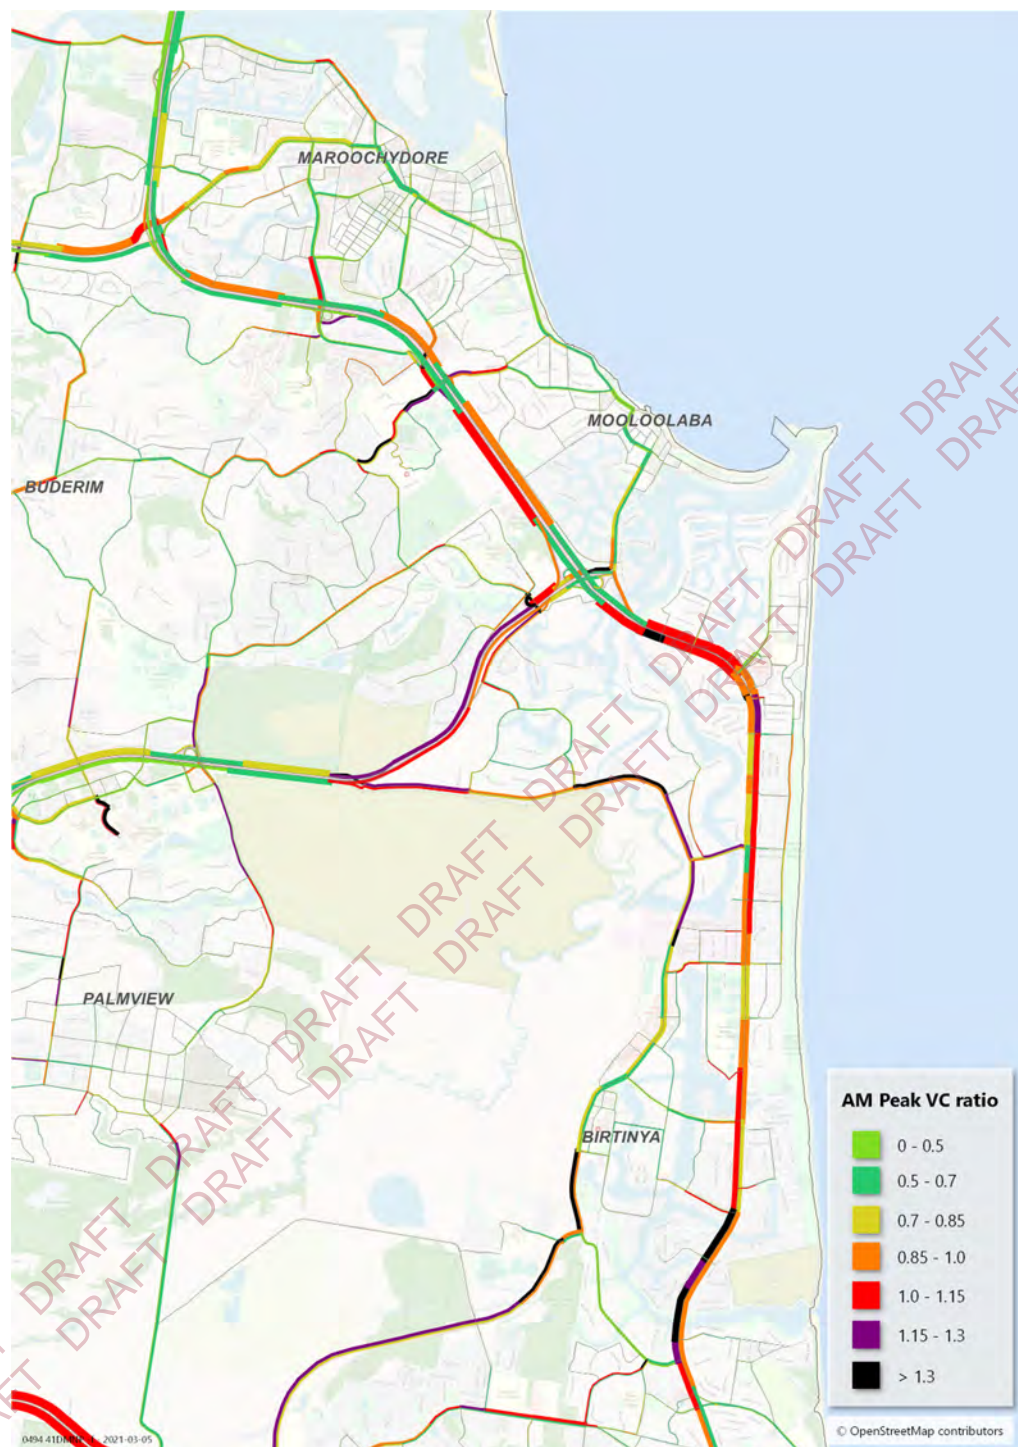 MAROOCHYDORE
MOOLOOLABA
BUDERIM
PALMVIEW
BIRTINYA
DRAFT DRAFT DRAFT DRAFT DRAFT DRAFT DRAFT DRAFT
DRAFT DRAFT DRAFT DRAFT DRAFT DRAFT DRAFT DRAFT
AM Peak VC ratio
0 - 0.5
0.5 - 0.7
0.7 - 0.85
0.85 - 1.0
1.0 - 1.15
1.15 - 1.3
> 1.3
© OpenStreetMap contributors
2021-03-05